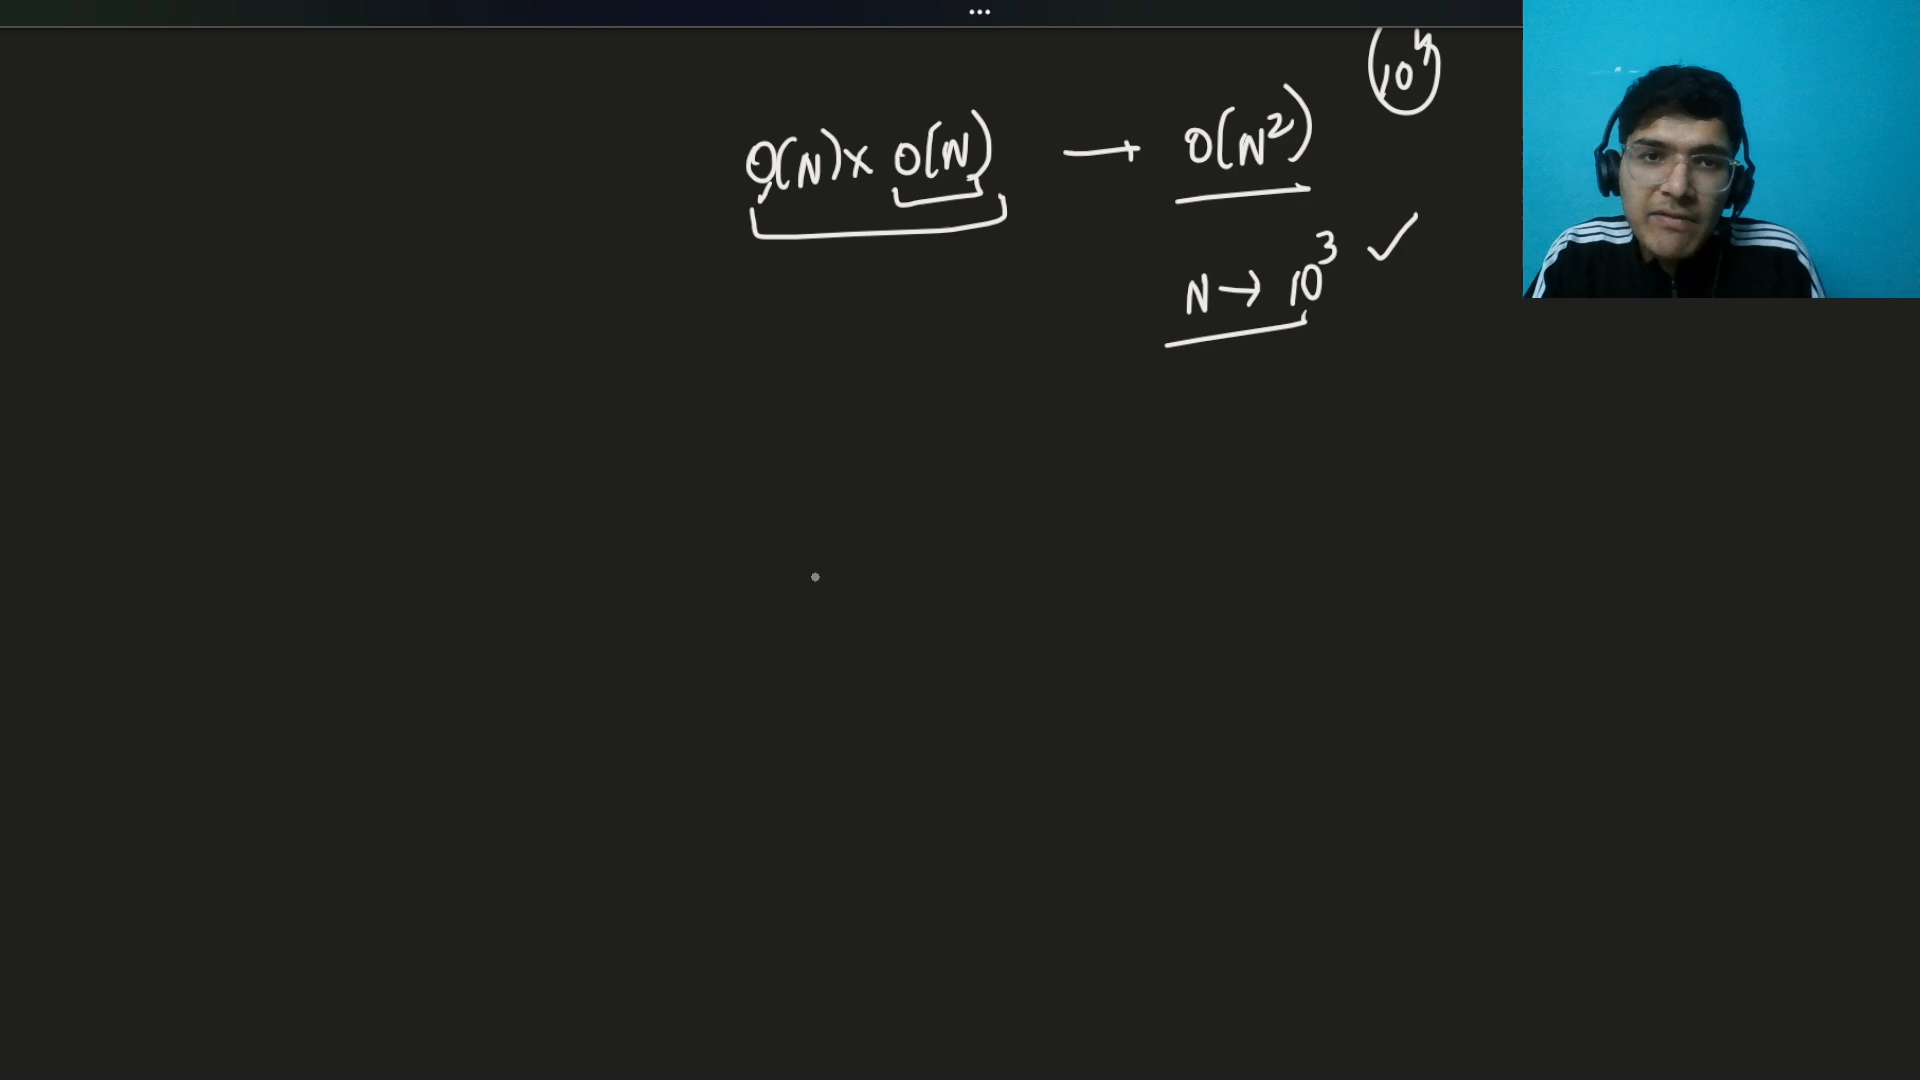 10⁴
O(N) x O(N) → O(N²)
N → 10³ ✓